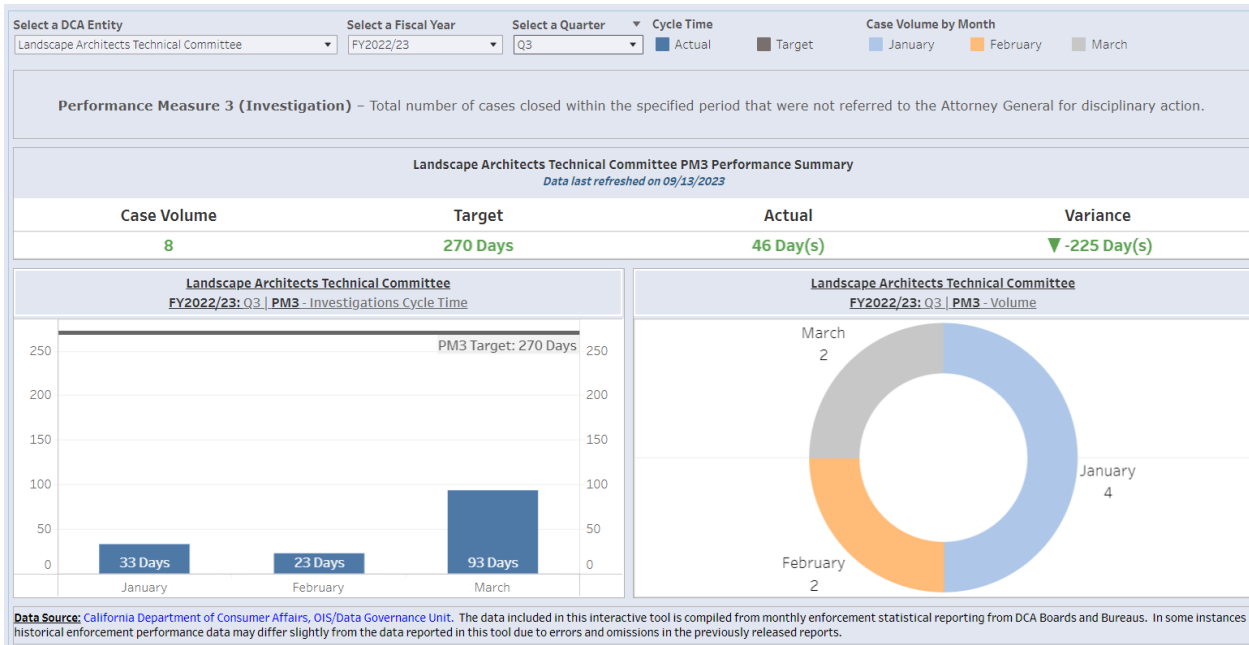 Select a DCA Entity
Select a Fiscal Year
Select a Quarter
Cycle Time
Case Volume by Month
Landscape Architects Technical Committee
FY2022/23
Q3
Actual
Target
January
February
March
Performance Measure 3 (Investigation) – Total number of cases closed within the specified period that were not referred to the Attorney General for disciplinary action.
Landscape Architects Technical Committee PM3 Performance Summary
Data last refreshed on 09/13/2023
Case Volume
Target
Actual
Variance
8
270 Days
46 Day(s)
▼ -225 Day(s)
Landscape Architects Technical Committee
FY2022/23: Q3 | PM3 - Investigations Cycle Time
PM3 Target: 270 Days
250
200
150
100
50
0
250
200
150
100
50
0
33 Days
23 Days
93 Days
January
February
March
Landscape Architects Technical Committee
FY2022/23: Q3 | PM3 - Volume
March
2
January
4
February
2
Data Source: California Department of Consumer Affairs, OIS/Data Governance Unit. The data included in this interactive tool is compiled from monthly enforcement statistical reporting from DCA Boards and Bureaus. In some instances
historical enforcement performance data may differ slightly from the data reported in this tool due to errors and omissions in the previously released reports.